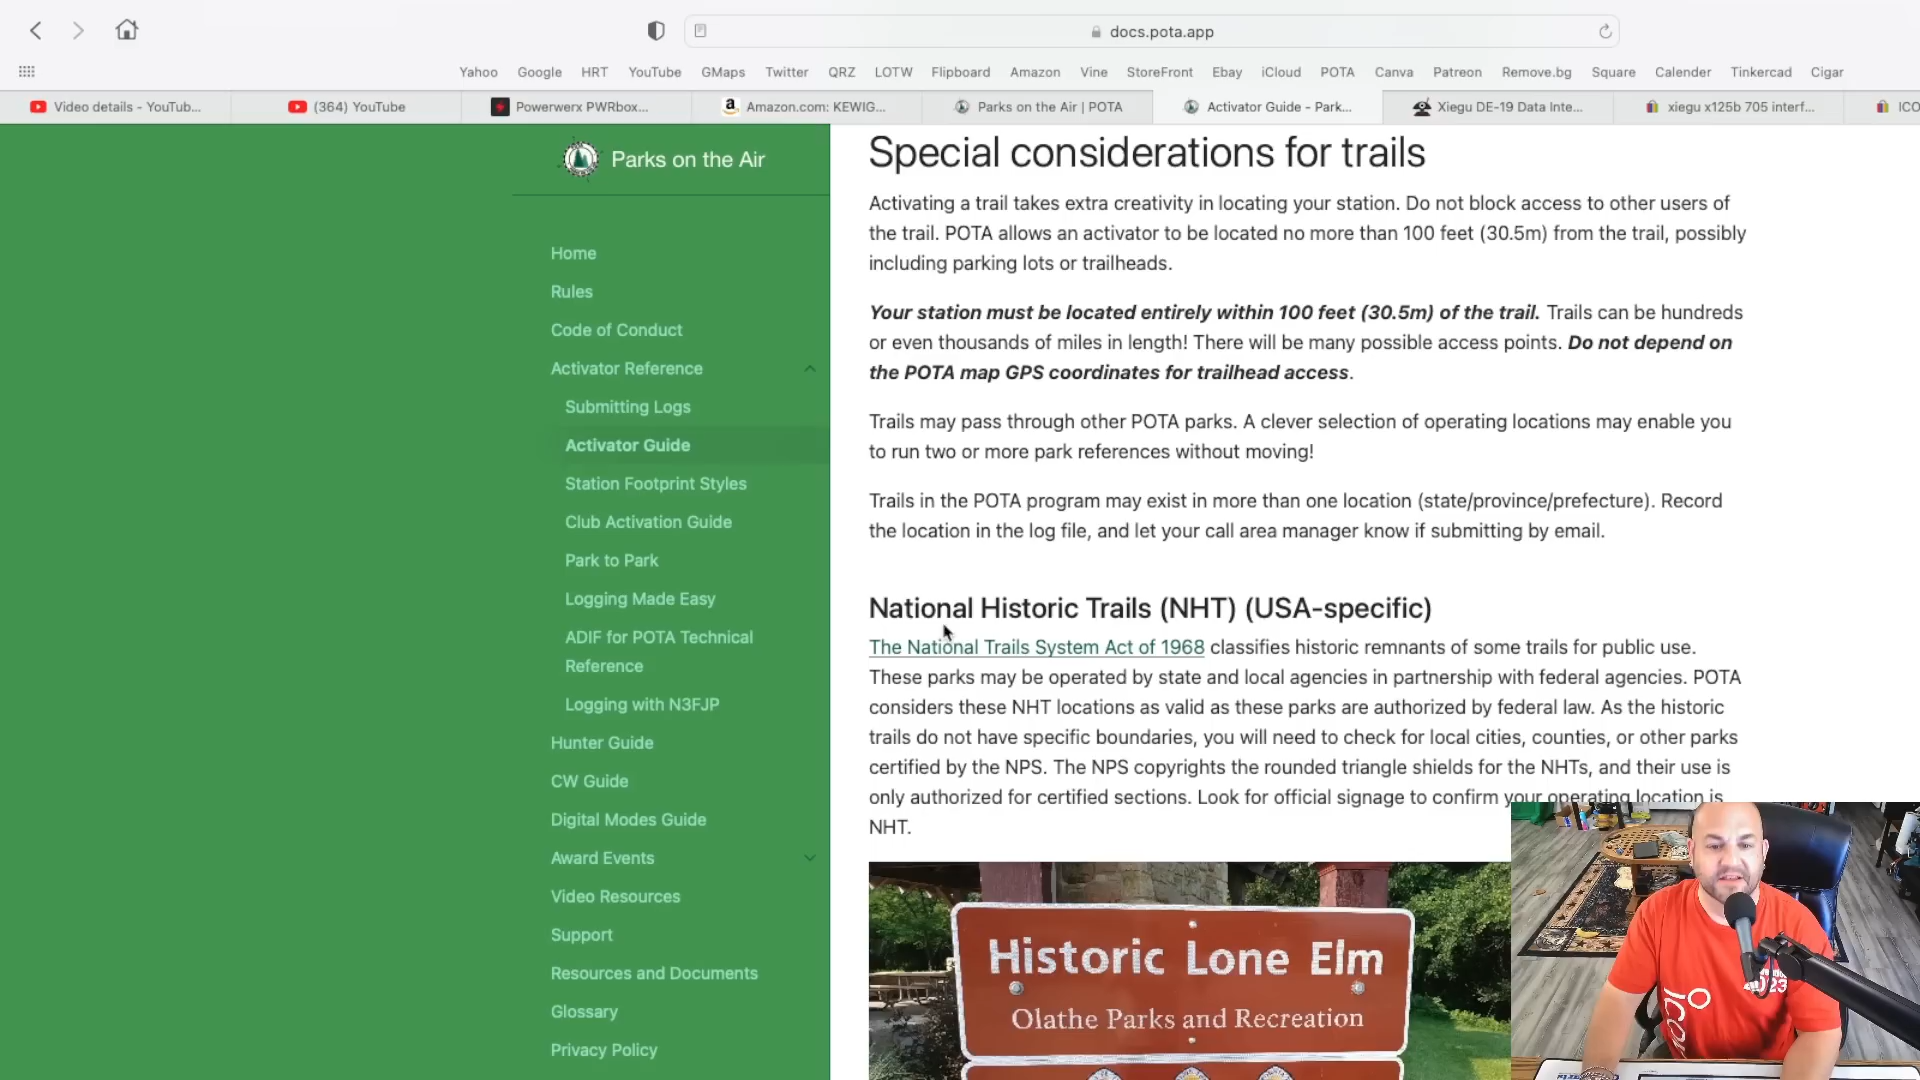 docs.pota.app
Yahoo Google HRT YouTube GMaps Twitter QRZ LOTW Flipboard Amazon Vine StoreFront Ebay iCloud POTA Canva Patreon Remove.bg Square Calender Tinkercad Cigar
Video details - YouTub... (364) YouTube Powerwerx PWRbox... Amazon.com: KEWIG... Parks on the Air | POTA Activator Guide - Park... Xiegu DE-19 Data Inte... xiegu x125b 705 interf... ICO
Parks on the Air
Home
Rules
Code of Conduct
Activator Reference
Submitting Logs
Activator Guide
Station Footprint Styles
Club Activation Guide
Park to Park
Logging Made Easy
ADIF for POTA Technical
Reference
Logging with N3FJP
Hunter Guide
CW Guide
Digital Modes Guide
Award Events
Video Resources
Support
Resources and Documents
Glossary
Privacy Policy
Special considerations for trails
Activating a trail takes extra creativity in locating your station. Do not block access to other users of
the trail. POTA allows an activator to be located no more than 100 feet (30.5m) from the trail, possibly
including parking lots or trailheads.
Your station must be located entirely within 100 feet (30.5m) of the trail. Trails can be hundreds
or even thousands of miles in length! There will be many possible access points. Do not depend on
the POTA map GPS coordinates for trailhead access.
Trails may pass through other POTA parks. A clever selection of operating locations may enable you
to run two or more park references without moving!
Trails in the POTA program may exist in more than one location (state/province/prefecture). Record
the location in the log file, and let your call area manager know if submitting by email.
National Historic Trails (NHT) (USA-specific)
The National Trails System Act of 1968 classifies historic remnants of some trails for public use.
These parks may be operated by state and local agencies in partnership with federal agencies. POTA
considers these NHT locations as valid as these parks are authorized by federal law. As the historic
trails do not have specific boundaries, you will need to check for local cities, counties, or other parks
certified by the NPS. The NPS copyrights the rounded triangle shields for the NHTs, and their use is
only authorized for certified sections. Look for official signage to confirm your operating location is
NHT.
Historic Lone Elm
Olathe Parks and Recreation